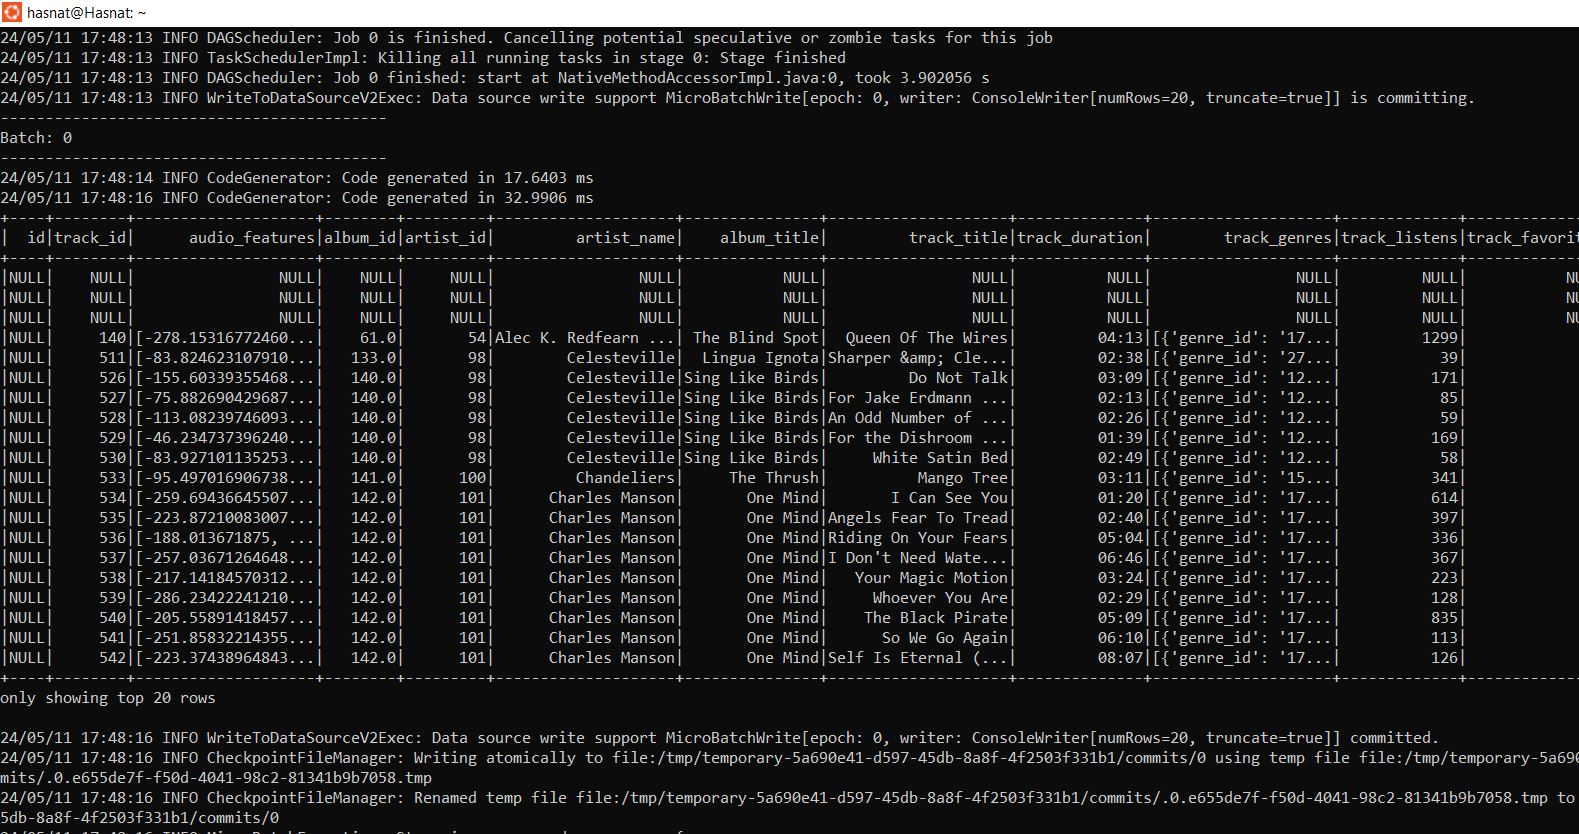 hasnat@Hasnat: ~
24/05/11 17:48:13 INFO DAGScheduler: Job 0 is finished. Cancelling potential speculative or zombie tasks for this job
24/05/11 17:48:13 INFO TaskSchedulerImpl: Killing all running tasks in stage 0: Stage finished
24/05/11 17:48:13 INFO DAGScheduler: Job 0 finished: start at NativeMethodAccessorImpl.java:0, took 3.902056 s
24/05/11 17:48:13 INFO WriteToDataSourceV2Exec: Data source write support MicroBatchWrite[epoch: 0, writer: ConsoleWriter[numRows=20, truncate=true]] is committing.
-------------------------------------------
Batch: 0
-------------------------------------------
24/05/11 17:48:14 INFO CodeGenerator: Code generated in 17.6403 ms
24/05/11 17:48:16 INFO CodeGenerator: Code generated in 32.9906 ms
+----+--------+--------------------+--------+---------+--------------------+---------------+--------------------+--------------+--------------------+-------------+------------
|  id|track_id|      audio_features|album_id|artist_id|         artist_name|    album_title|         track_title|track_duration|        track_genres|track_listens|track_favorit
+----+--------+--------------------+--------+---------+--------------------+---------------+--------------------+--------------+--------------------+-------------+------------
|NULL|    NULL|                NULL|    NULL|     NULL|                NULL|           NULL|                NULL|          NULL|                NULL|         NULL|           NU
|NULL|    NULL|                NULL|    NULL|     NULL|                NULL|           NULL|                NULL|          NULL|                NULL|         NULL|           NU
|NULL|    NULL|                NULL|    NULL|     NULL|                NULL|           NULL|                NULL|          NULL|                NULL|         NULL|           NU
|NULL|     140|[-278.15316772460...|    61.0|       54|Alec K. Redfearn ...| The Blind Spot|  Queen Of The Wires|         04:13|[{'genre_id': '17...|         1299|
|NULL|     511|[-83.824623107910...|   133.0|       98|        Celesteville|  Lingua Ignota|Sharper &amp; Cle...|         02:38|[{'genre_id': '27...|           39|
|NULL|     526|[-155.60339355468...|   140.0|       98|        Celesteville|Sing Like Birds|         Do Not Talk|         03:09|[{'genre_id': '12...|          171|
|NULL|     527|[-75.882690429687...|   140.0|       98|        Celesteville|Sing Like Birds|For Jake Erdmann ...|         02:13|[{'genre_id': '12...|           85|
|NULL|     528|[-113.08239746093...|   140.0|       98|        Celesteville|Sing Like Birds|An Odd Number of ...|         02:26|[{'genre_id': '12...|           59|
|NULL|     529|[-46.234737396240...|   140.0|       98|        Celesteville|Sing Like Birds|For the Dishroom ...|         01:39|[{'genre_id': '12...|          169|
|NULL|     530|[-83.927101135253...|   140.0|       98|        Celesteville|Sing Like Birds|     White Satin Bed|         02:49|[{'genre_id': '12...|           58|
|NULL|     533|[-95.497016906738...|   141.0|      100|         Chandeliers|     The Thrush|          Mango Tree|         03:11|[{'genre_id': '15...|          341|
|NULL|     534|[-259.69436645507...|   142.0|      101|      Charles Manson|       One Mind|       I Can See You|         01:20|[{'genre_id': '17...|          614|
|NULL|     535|[-223.87210083007...|   142.0|      101|      Charles Manson|       One Mind|Angels Fear To Tread|         02:40|[{'genre_id': '17...|          397|
|NULL|     536|[-188.013671875, ...|   142.0|      101|      Charles Manson|       One Mind|Riding On Your Fears|         05:04|[{'genre_id': '17...|          336|
|NULL|     537|[-257.03671264648...|   142.0|      101|      Charles Manson|       One Mind|I Don't Need Wate...|         06:46|[{'genre_id': '17...|          367|
|NULL|     538|[-217.14184570312...|   142.0|      101|      Charles Manson|       One Mind|   Your Magic Motion|         03:24|[{'genre_id': '17...|          223|
|NULL|     539|[-286.23422241210...|   142.0|      101|      Charles Manson|       One Mind|     Whoever You Are|         02:29|[{'genre_id': '17...|          128|
|NULL|     540|[-205.55891418457...|   142.0|      101|      Charles Manson|       One Mind|    The Black Pirate|         05:09|[{'genre_id': '17...|          835|
|NULL|     541|[-251.85832214355...|   142.0|      101|      Charles Manson|       One Mind|      So We Go Again|         06:10|[{'genre_id': '17...|          113|
|NULL|     542|[-223.37438964843...|   142.0|      101|      Charles Manson|       One Mind|Self Is Eternal (...|         08:07|[{'genre_id': '17...|          126|
+----+--------+--------------------+--------+---------+--------------------+---------------+--------------------+--------------+--------------------+-------------+------------
only showing top 20 rows
24/05/11 17:48:16 INFO WriteToDataSourceV2Exec: Data source write support MicroBatchWrite[epoch: 0, writer: ConsoleWriter[numRows=20, truncate=true]] committed.
24/05/11 17:48:16 INFO CheckpointFileManager: Writing atomically to file:/tmp/temporary-5a690e41-d597-45db-8a8f-4f2503f331b1/commits/0 using temp file file:/tmp/temporary-5a690
mits/.0.e655de7f-f50d-4041-98c2-81341b9b7058.tmp
24/05/11 17:48:16 INFO CheckpointFileManager: Renamed temp file file:/tmp/temporary-5a690e41-d597-45db-8a8f-4f2503f331b1/commits/.0.e655de7f-f50d-4041-98c2-81341b9b7058.tmp to
5db-8a8f-4f2503f331b1/commits/0